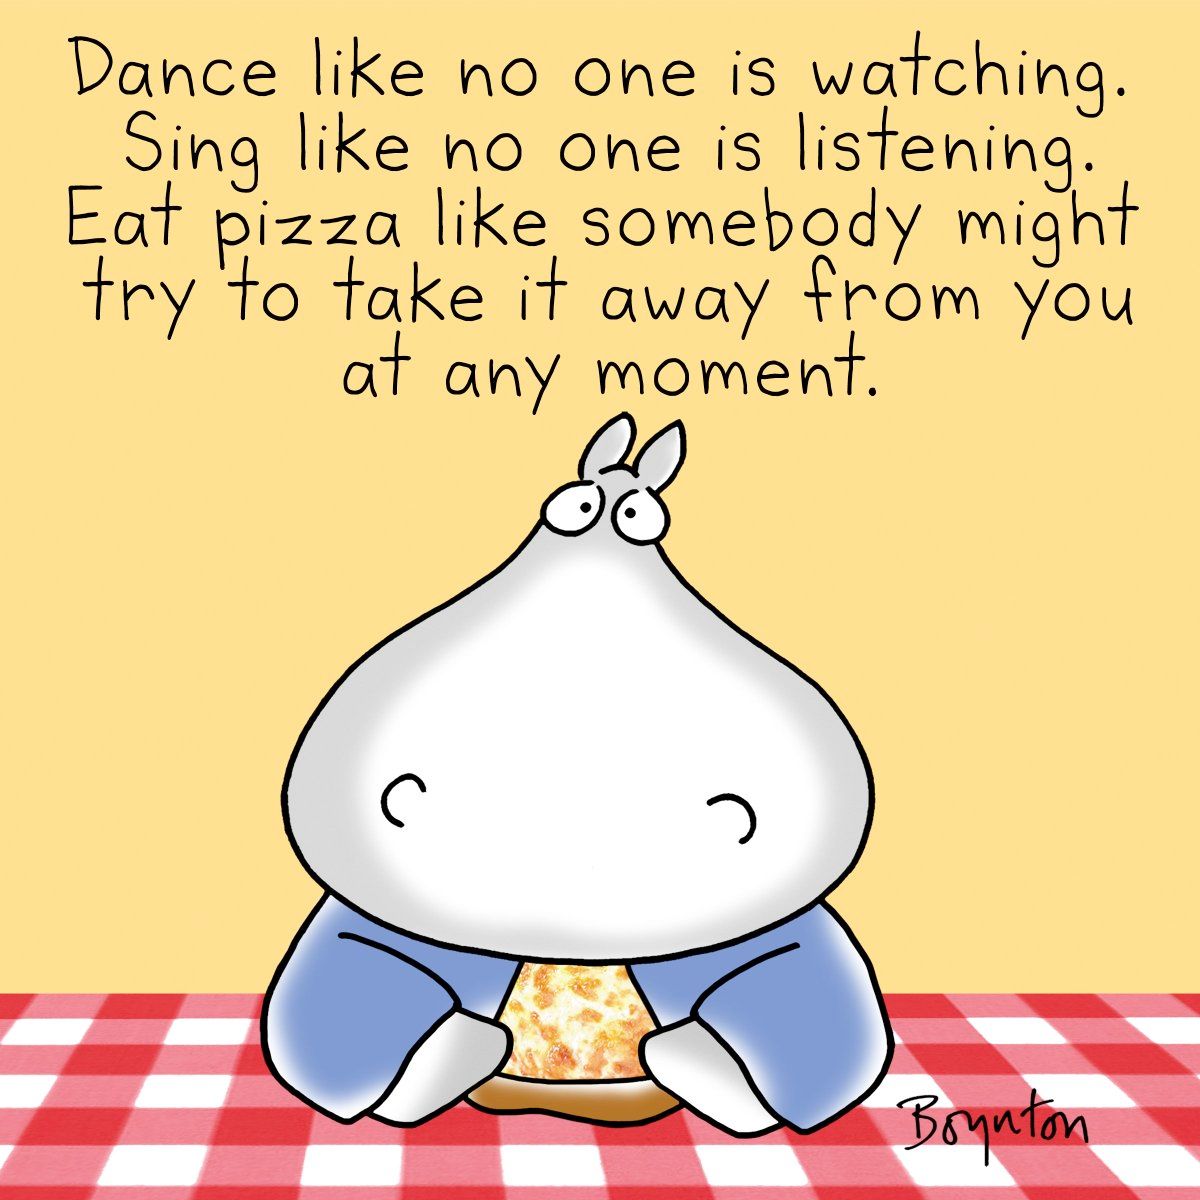 Dance like no one is watching.
Sing like no one is listening.
Eat pizza like somebody might
try to take it away from you
at any moment.
Boynton